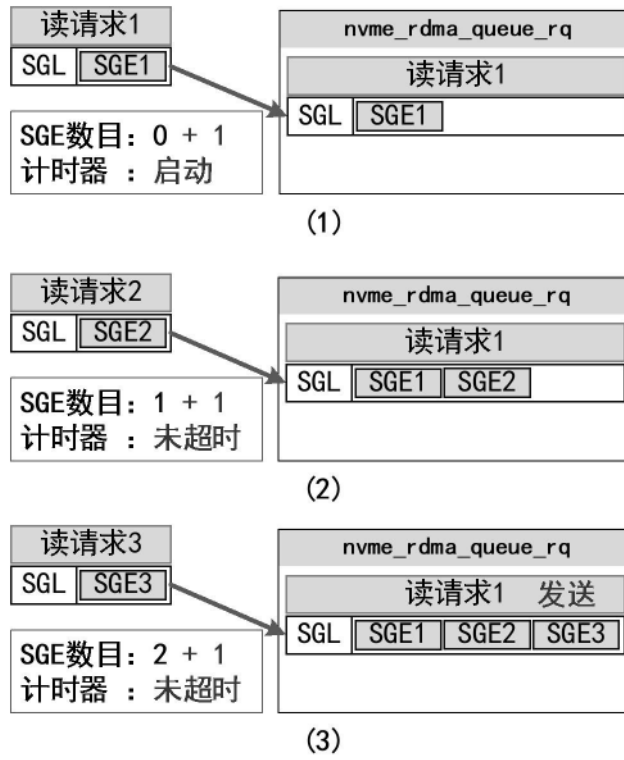 读请求1
SGL SGE1
SGE数目：0 + 1
计时器 ：启动
nvme_rdma_queue_rq
读请求1
SGL SGE1
(1)
读请求2
SGL SGE2
SGE数目：1 + 1
计时器 ：未超时
nvme_rdma_queue_rq
读请求1
SGL SGE1 SGE2
(2)
读请求3
SGL SGE3
SGE数目：2 + 1
计时器 ：未超时
nvme_rdma_queue_rq
读请求1 发送
SGL SGE1 SGE2 SGE3
(3)